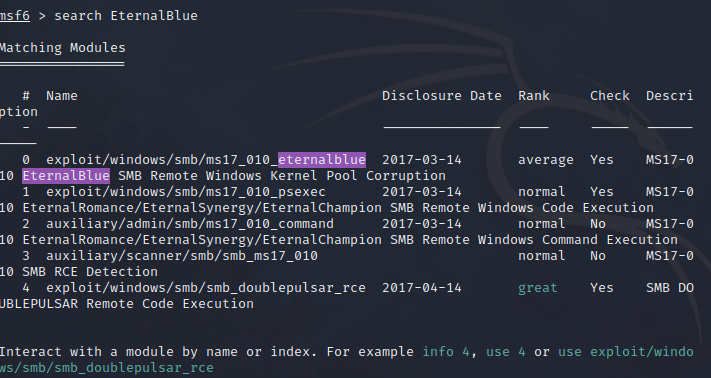 msf6 > search EternalBlue
Matching Modules
================
# Name Disclosure Date Rank Check Descri
ption
- ---- --------------- ---- ----- ------
-----
0 exploit/windows/smb/ms17_010_eternalblue 2017-03-14 average Yes MS17-0
10 EternalBlue SMB Remote Windows Kernel Pool Corruption
1 exploit/windows/smb/ms17_010_psexec 2017-03-14 normal Yes MS17-0
10 EternalRomance/EternalSynergy/EternalChampion SMB Remote Windows Code Execution
2 auxiliary/admin/smb/ms17_010_command 2017-03-14 normal No MS17-0
10 EternalRomance/EternalSynergy/EternalChampion SMB Remote Windows Command Execution
3 auxiliary/scanner/smb/smb_ms17_010 normal No MS17-0
10 SMB RCE Detection
4 exploit/windows/smb/smb_doublepulsar_rce 2017-04-14 great Yes SMB DO
UBLEPULSAR Remote Code Execution
Interact with a module by name or index. For example info 4, use 4 or use exploit/windo
ws/smb/smb_doublepulsar_rce